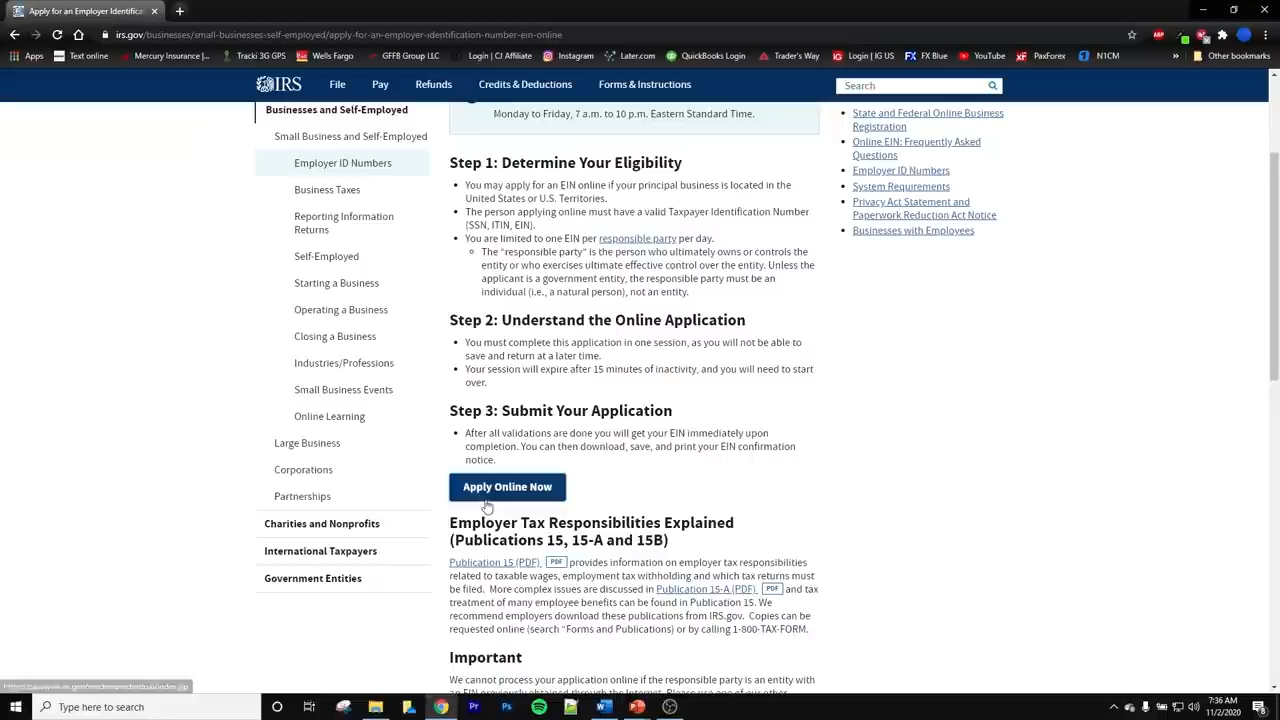 Apply for an Employer Identificati
irs.gov/businesses/small-businesses-self-employed/apply-for-an-employer-identification-number-ein-online
ABP
Apps
Text online
Mercury Insurance |...
Tracki 3G GPS
Wells Fargo
GFFB Group LLC
Login | CJ Affiliate
Instagram
Later.com
QuickBooks Login
Trader's Way
Login | IG US
FX Blue
YouTube
PaxForex
N1CM
Other bookmarks
IRS
File
Pay
Refunds
Credits & Deductions
Forms & Instructions
Search
Businesses and Self-Employed
Small Business and Self-Employed
Employer ID Numbers
Business Taxes
Reporting Information
Returns
Self-Employed
Starting a Business
Operating a Business
Closing a Business
Industries/Professions
Small Business Events
Online Learning
Large Business
Corporations
Partnerships
Charities and Nonprofits
International Taxpayers
Government Entities
Monday to Friday, 7 a.m. to 10 p.m. Eastern Standard Time.
Step 1: Determine Your Eligibility
• You may apply for an EIN online if your principal business is located in the
United States or U.S. Territories.
• The person applying online must have a valid Taxpayer Identification Number
(SSN, ITIN, EIN).
• You are limited to one EIN per responsible party per day.
The "responsible party" is the person who ultimately owns or controls the
entity or who exercises ultimate effective control over the entity. Unless the
applicant is a government entity, the responsible party must be an
individual (i.e., a natural person), not an entity.
Step 2: Understand the Online Application
• You must complete this application in one session, as you will not be able to
save and return at a later time.
• Your session will expire after 15 minutes of inactivity, and you will need to start
over.
Step 3: Submit Your Application
• After all validations are done you will get your EIN immediately upon
completion. You can then download, save, and print your EIN confirmation
notice.
Apply Online Now
Employer Tax Responsibilities Explained
(Publications 15, 15-A and 15B)
Publication 15 (PDF) PDF provides information on employer tax responsibilities
related to taxable wages, employment tax withholding and which tax returns must
be filed. More complex issues are discussed in Publication 15-A (PDF) PDF and tax
treatment of many employee benefits can be found in Publication 15. We
recommend employers download these publications from IRS.gov. Copies can be
requested online (search "Forms and Publications) or by calling 1-800-TAX-FORM.
Important
We cannot process your application online if the responsible party is an entity with
• State and Federal Online Business
Registration
• Online EIN: Frequently Asked
Questions
• Employer ID Numbers
• System Requirements
• Privacy Act Statement and
Paperwork Reduction Act Notice
• Businesses with Employees
Type here to search
7:36 AM
11/2/2020